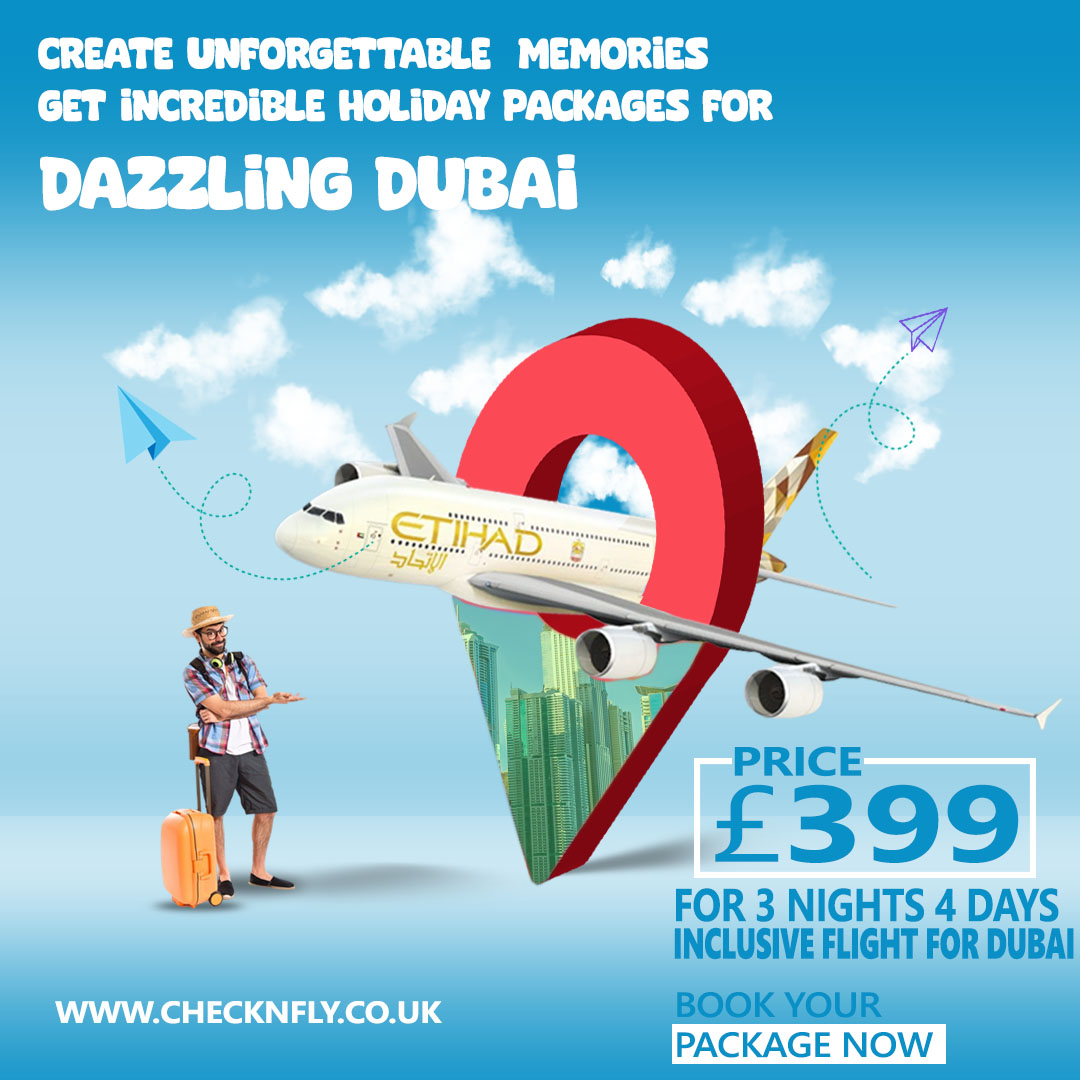 CREATE UNFORGETTABLE MEMORIES
GET INCREDIBLE HOLIDAY PACKAGES FOR
DAZZLING DUBAI
ETIHAD
الإتحاد
PRICE
£399
FOR 3 NIGHTS 4 DAYS
INCLUSIVE FLIGHT FOR DUBAI
WWW.CHECKNFLY.CO.UK
BOOK YOUR
PACKAGE NOW